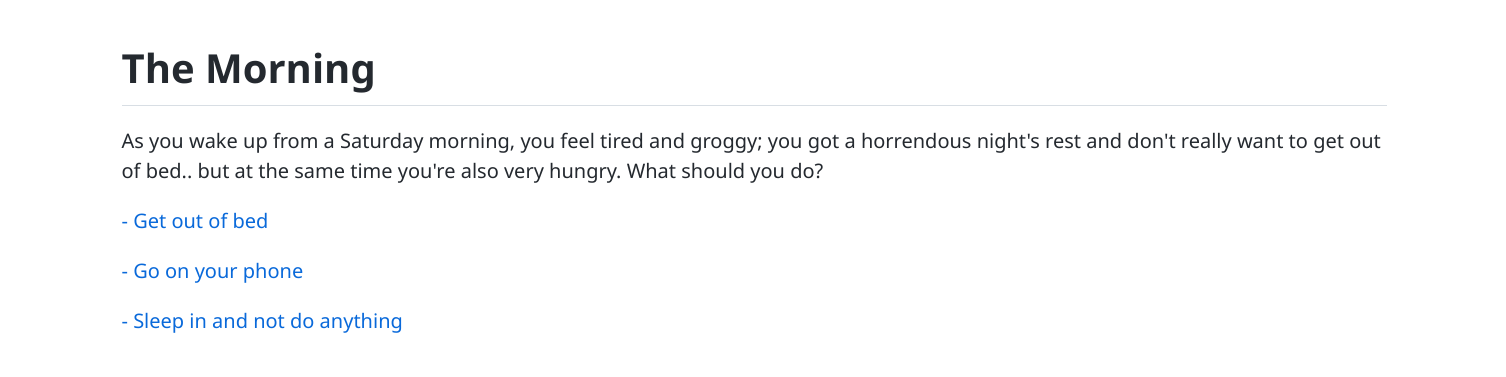 The Morning
As you wake up from a Saturday morning, you feel tired and groggy; you got a horrendous night's rest and don't really want to get out
of bed.. but at the same time you're also very hungry. What should you do?
- Get out of bed
- Go on your phone
- Sleep in and not do anything